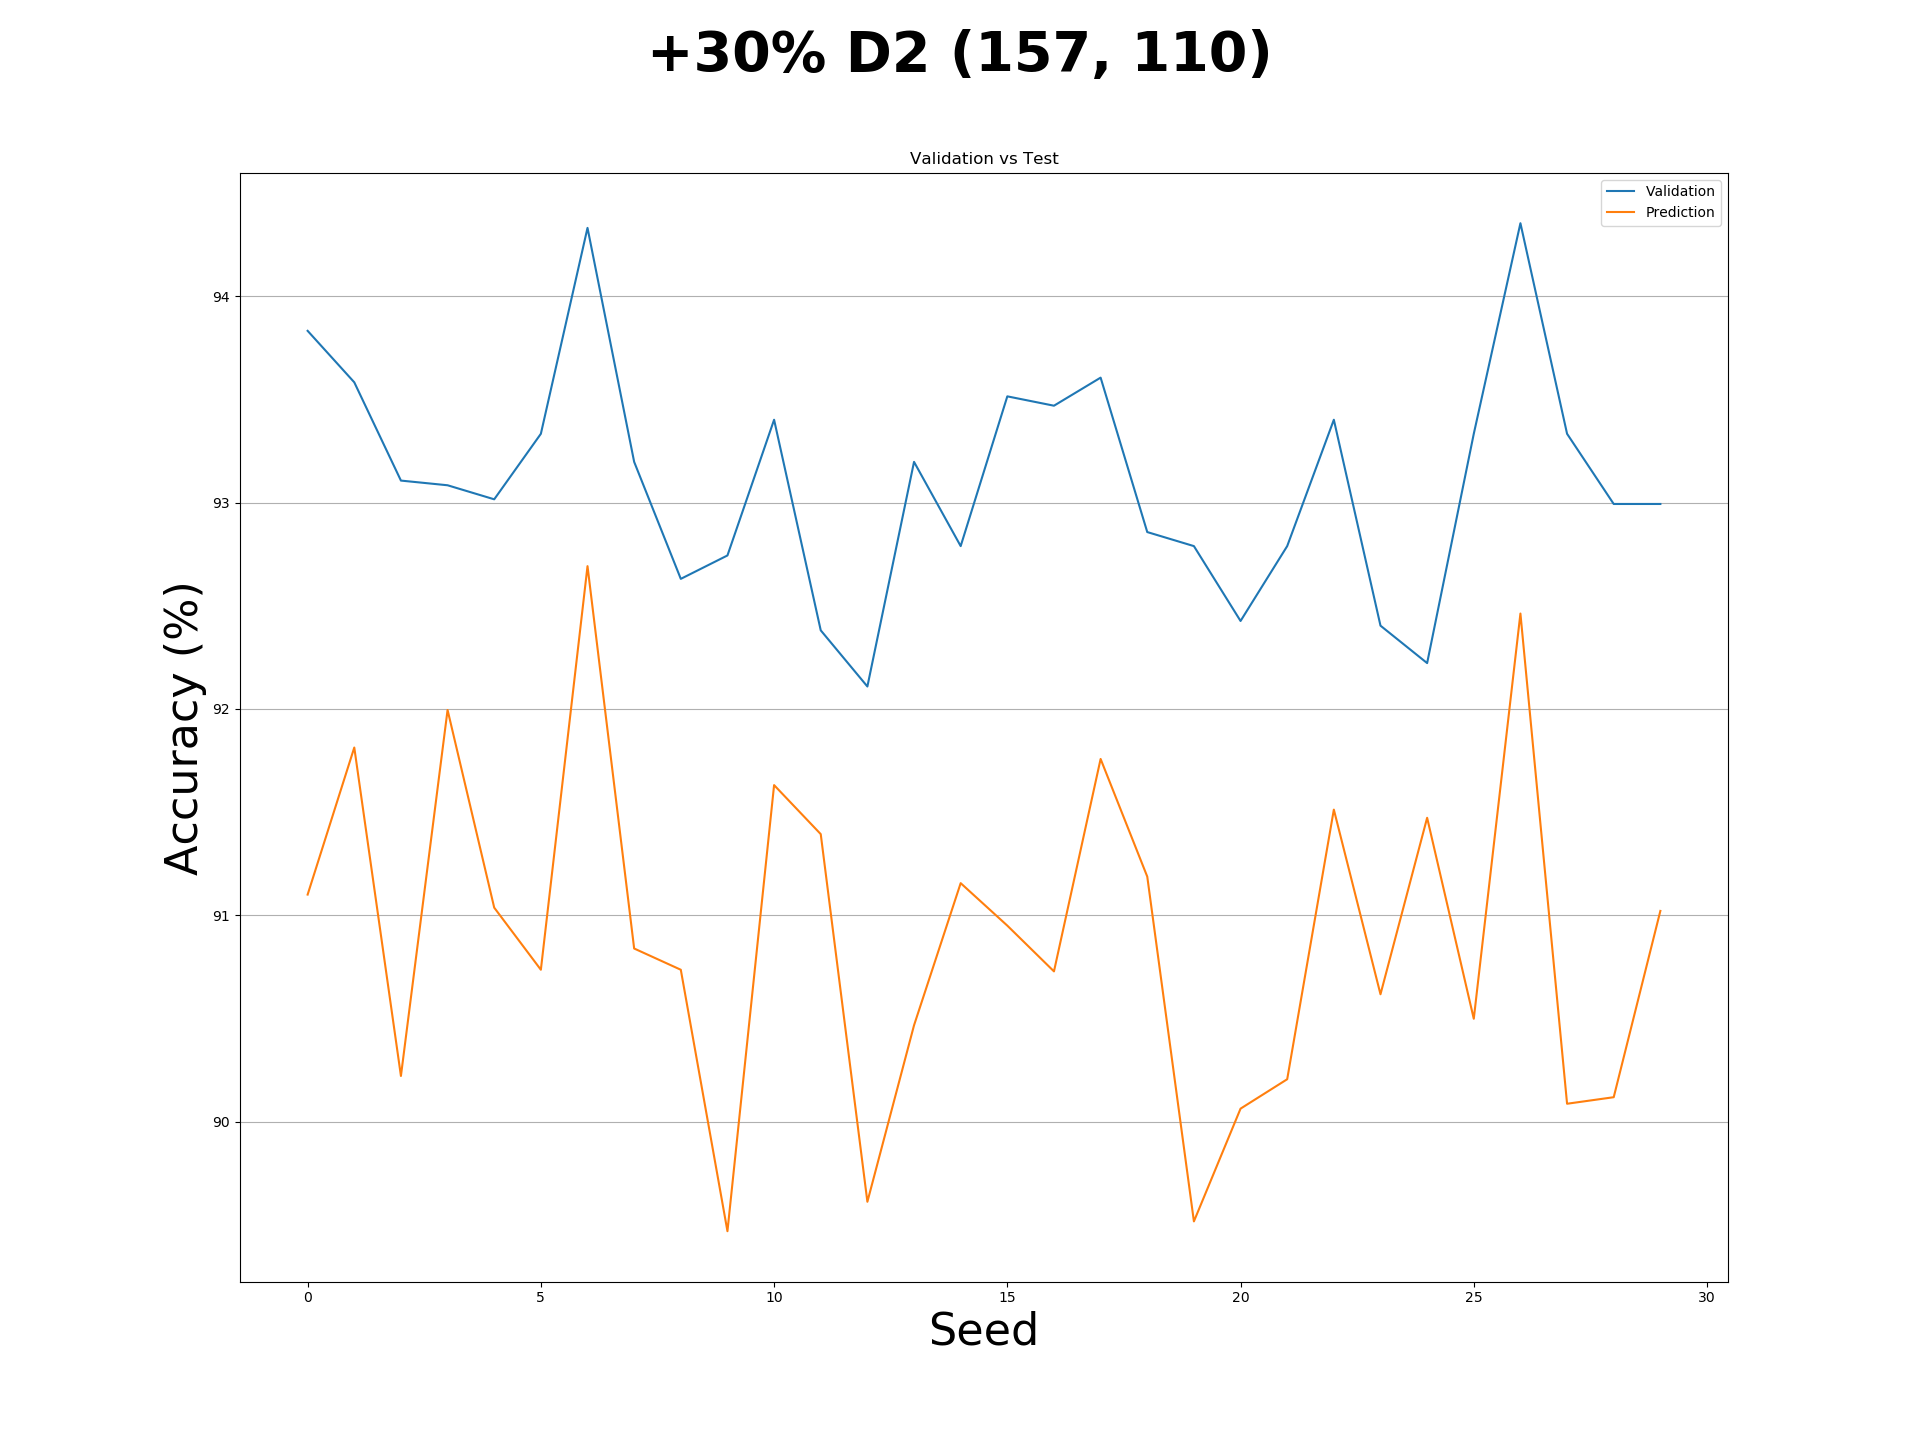 +30% D2 (157, 110)
Validation vs Test
Validation
Prediction
94
93
92
91
90
Accuracy (%)
0 5 10 15 20 25 30
Seed